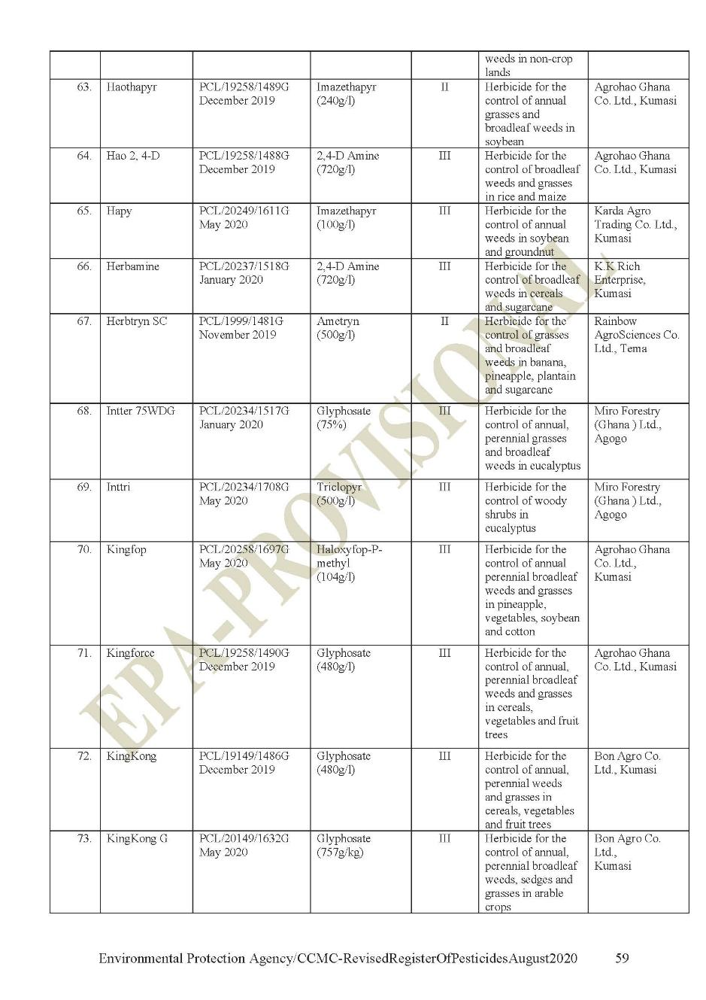 weeds in non-crop
lands
63. Haothapyr PCL/19258/1489G Imazethapyr II Herbicide for the Agrohao Ghana
December 2019 (240g/l) control of annual Co. Ltd., Kumasi
grasses and
broadleaf weeds in
soybean
64. Hao 2, 4-D PCL/19258/1488G 2,4-D Amine III Herbicide for the Agrohao Ghana
December 2019 (720g/l) control of broadleaf Co. Ltd., Kumasi
weeds and grasses
in rice and maize
65. Hapy PCL/20249/1611G Imazethapyr III Herbicide for the Karda Agro
May 2020 (100g/l) control of annual Trading Co. Ltd.,
weeds in soybean Kumasi
and groundnut
66. Herbamine PCL/20237/1518G 2,4-D Amine III Herbicide for the K.K Rich
January 2020 (720g/l) control of broadleaf Enterprise,
weeds in cereals Kumasi
and sugarcane
67. Herbtryn SC PCL/1999/1481G Ametryn II Herbicide for the Rainbow
November 2019 (500g/l) control of grasses AgroSciences Co.
and broadleaf Ltd., Tema
weeds in banana,
pineapple, plantain
and sugarcane
68. Intter 75WDG PCL/20234/1517G Glyphosate III Herbicide for the Miro Forestry
January 2020 (75%) control of annual, (Ghana ) Ltd.,
perennial grasses Agogo
and broadleaf
weeds in eucalyptus
69. Inttri PCL/20234/1708G Triclopyr III Herbicide for the Miro Forestry
May 2020 (500g/l) control of woody (Ghana ) Ltd.,
shrubs in Agogo
eucalyptus
70. Kingfop PCL/20258/1697G Haloxyfop-P- III Herbicide for the Agrohao Ghana
May 2020 methyl control of annual Co. Ltd.,
(104g/l) perennial broadleaf Kumasi
weeds and grasses
in pineapple,
vegetables, soybean
and cotton
71. Kingforce PCL/19258/1490G Glyphosate III Herbicide for the Agrohao Ghana
December 2019 (480g/l) control of annual, Co. Ltd., Kumasi
perennial broadleaf
weeds and grasses
in cereals,
vegetables and fruit
trees
72. KingKong PCL/19149/1486G Glyphosate III Herbicide for the Bon Agro Co.
December 2019 (480g/l) control of annual, Ltd., Kumasi
perennial weeds
and grasses in
cereals, vegetables
and fruit trees
73. KingKong G PCL/20149/1632G Glyphosate III Herbicide for the Bon Agro Co.
May 2020 (757g/kg) control of annual, Ltd.,
perennial broadleaf Kumasi
weeds, sedges and
grasses in arable
crops
EPA-PROVISIONAL
Environmental Protection Agency/CCMC-RevisedRegisterOfPesticidesAugust2020 59